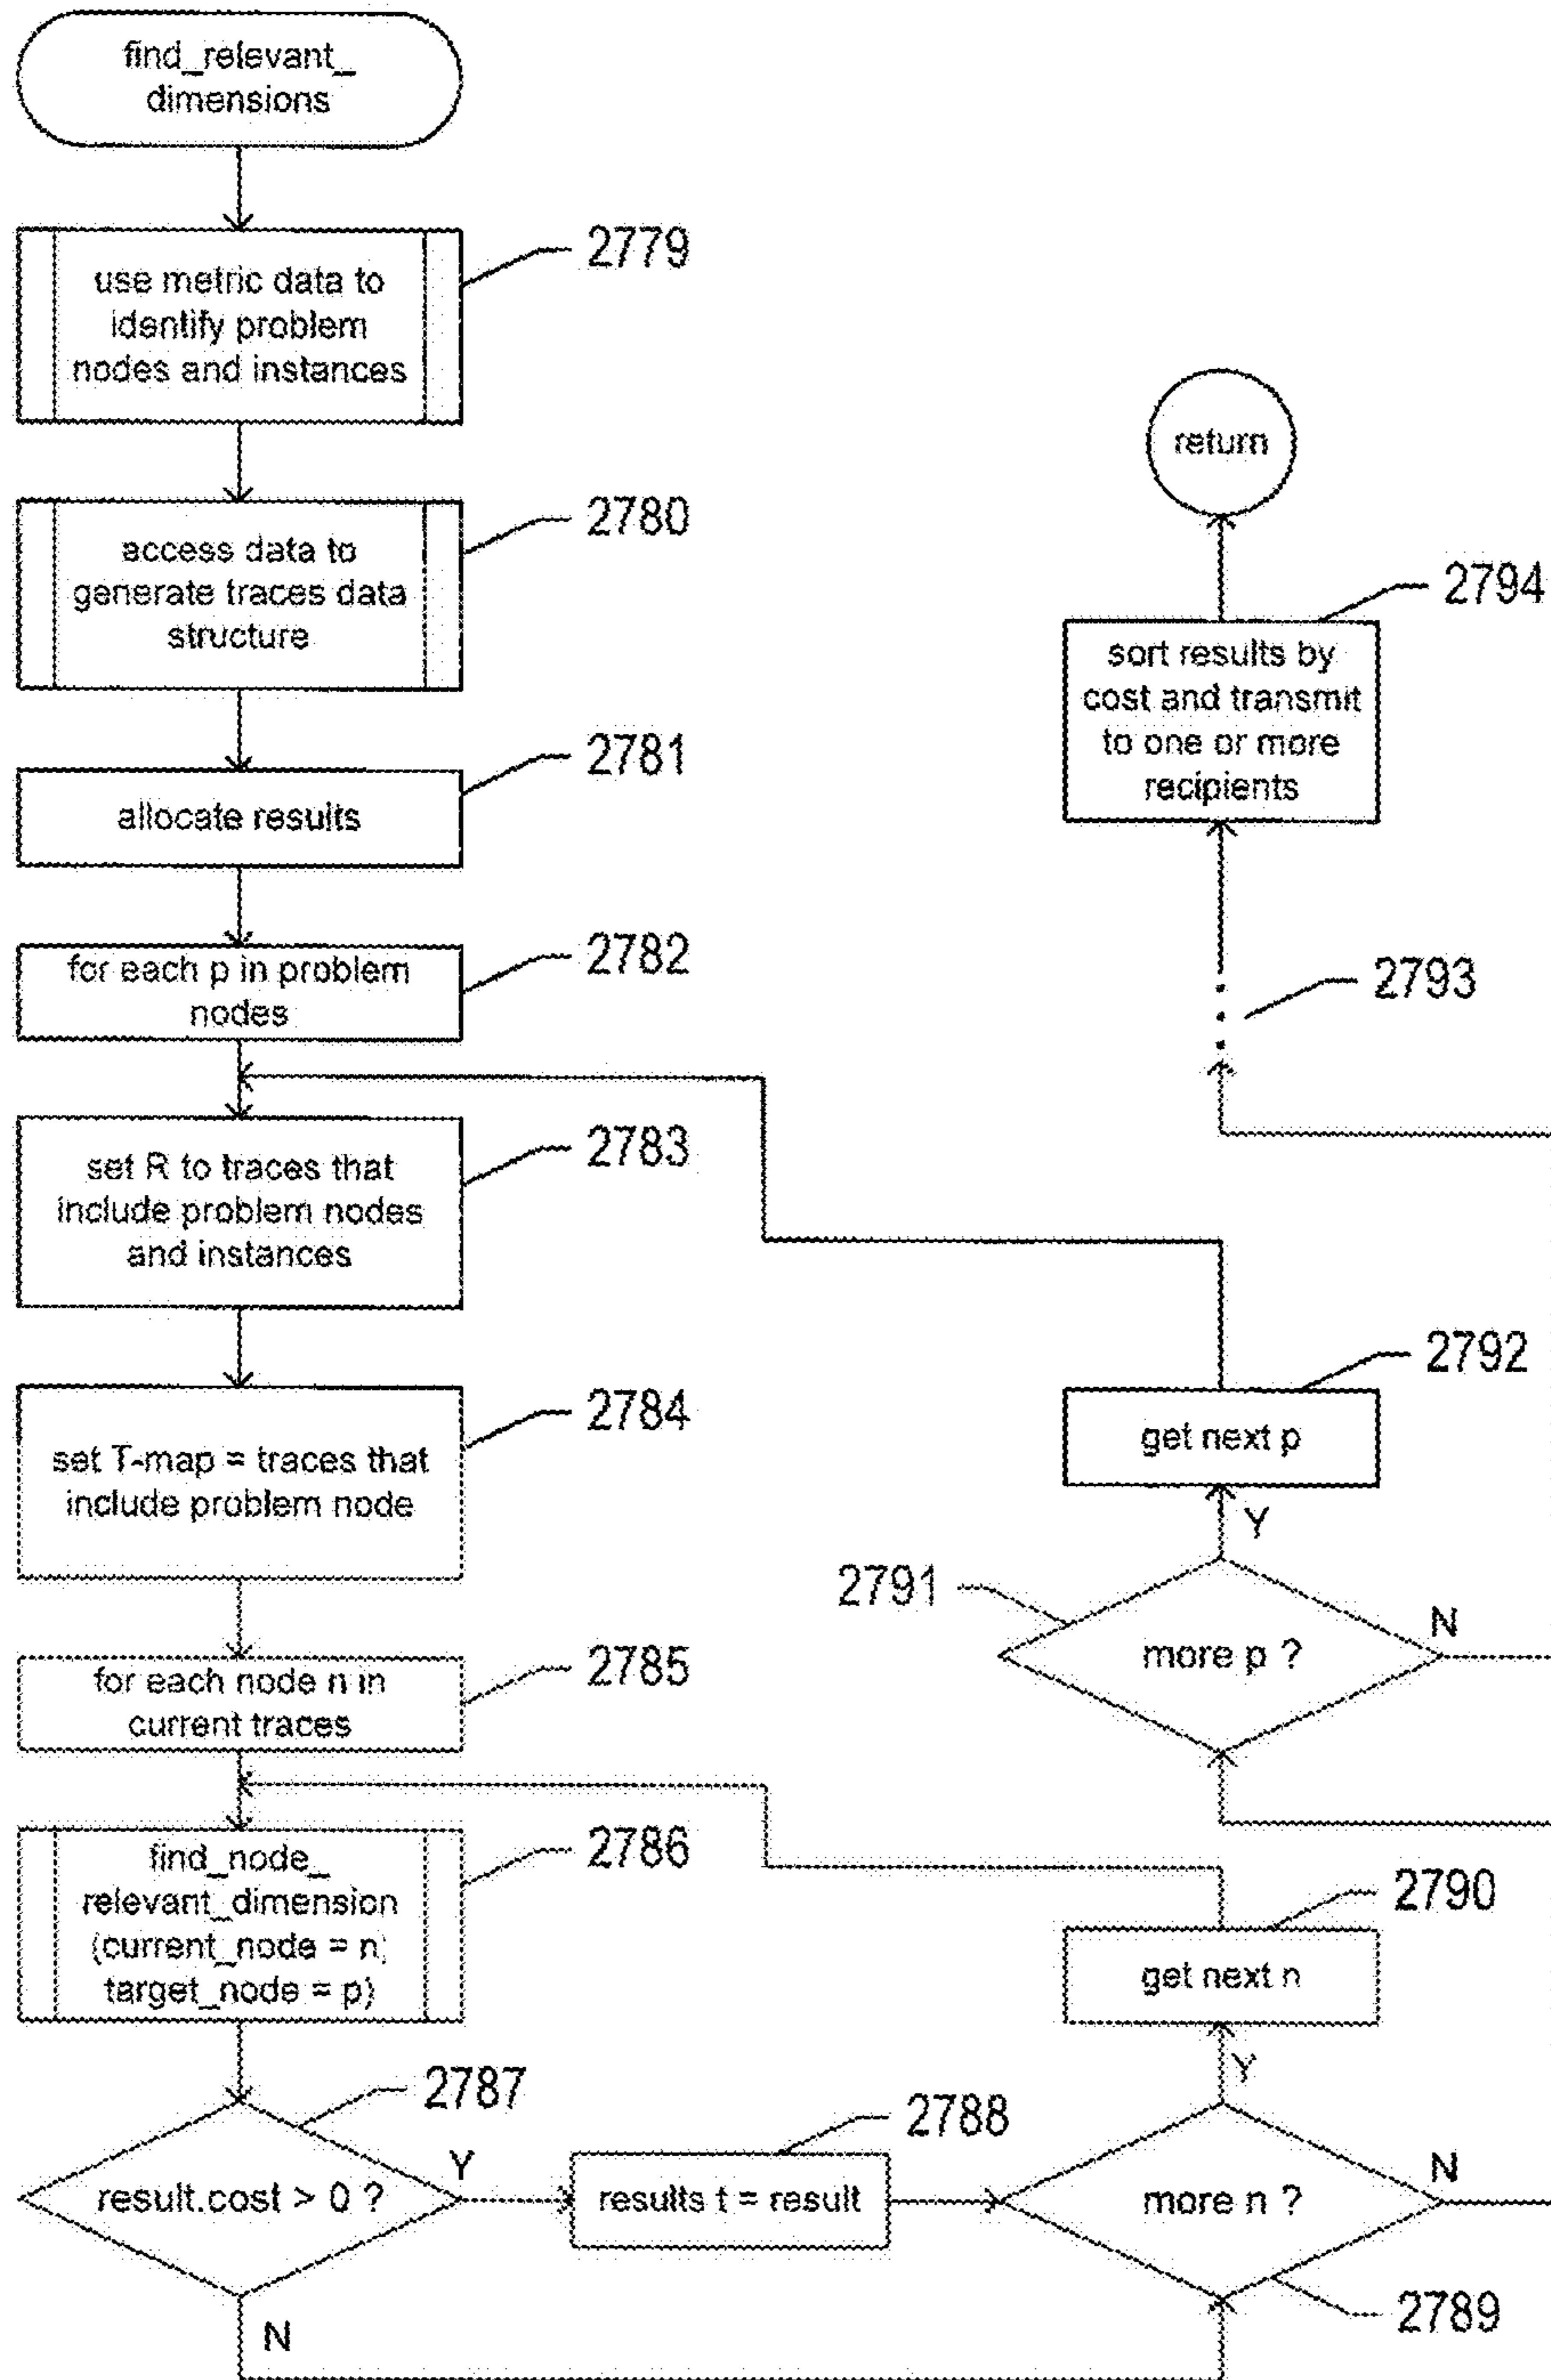 find_relevant_
dimensions
2779
use metric data to
identify problem
nodes and instances
2780
access data to
generate traces data
structure
2781
allocate results
2782
for each p in problem
nodes
2783
set R to traces that
include problem nodes
and instances
2784
set T-map = traces that
include problem node
2785
for each node n in
current traces
2786
find_node_
relevant_dimension
(current_node = n,
target_node = p)
2787
result.cost > 0 ?
Y
N
2788
results t = result
more n ?
2789
Y
N
2790
get next n
2791
more p ?
Y
N
2792
get next p
2793
2794
sort results by
cost and transmit
to one or more
recipients
return